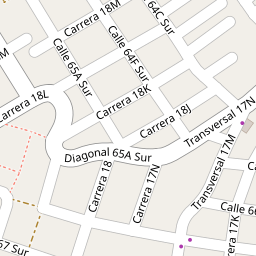 Carrera 18M
Calle 64C Sur
Calle 65A Sur
Calle 64F Sur
Carrera 18L
Carrera 18K
Carrera 18J
Transversal 17N
Diagonal 65A Sur
Carrera 18
Carrera 17N
Transversal 17M
Calle 66
Carrera 17K
67 Sur